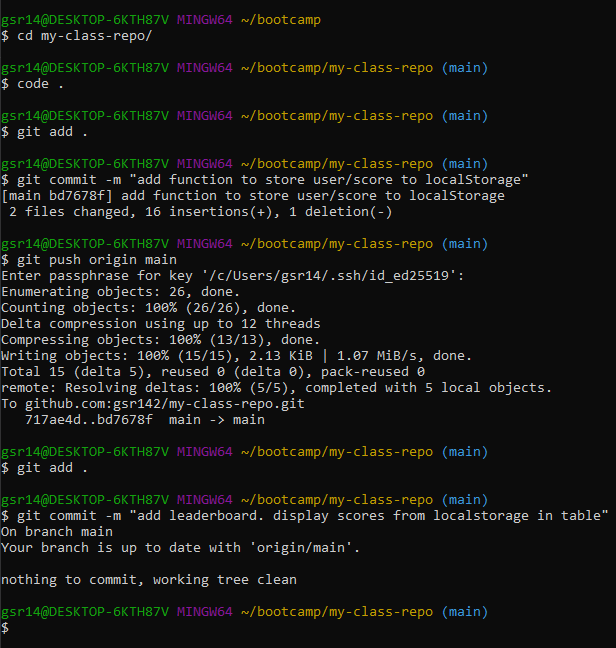 gsr14@DESKTOP-6KTH87V MINGW64 ~/bootcamp
$ cd my-class-repo/
gsr14@DESKTOP-6KTH87V MINGW64 ~/bootcamp/my-class-repo (main)
$ code .
gsr14@DESKTOP-6KTH87V MINGW64 ~/bootcamp/my-class-repo (main)
$ git add .
gsr14@DESKTOP-6KTH87V MINGW64 ~/bootcamp/my-class-repo (main)
$ git commit -m "add function to store user/score to localStorage"
[main bd7678f] add function to store user/score to localStorage
 2 files changed, 16 insertions(+), 1 deletion(-)
gsr14@DESKTOP-6KTH87V MINGW64 ~/bootcamp/my-class-repo (main)
$ git push origin main
Enter passphrase for key '/c/Users/gsr14/.ssh/id_ed25519':
Enumerating objects: 26, done.
Counting objects: 100% (26/26), done.
Delta compression using up to 12 threads
Compressing objects: 100% (13/13), done.
Writing objects: 100% (15/15), 2.13 KiB | 1.07 MiB/s, done.
Total 15 (delta 5), reused 0 (delta 0), pack-reused 0
remote: Resolving deltas: 100% (5/5), completed with 5 local objects.
To github.com:gsr142/my-class-repo.git
   717ae4d..bd7678f  main -> main
gsr14@DESKTOP-6KTH87V MINGW64 ~/bootcamp/my-class-repo (main)
$ git add .
gsr14@DESKTOP-6KTH87V MINGW64 ~/bootcamp/my-class-repo (main)
$ git commit -m "add leaderboard. display scores from localstorage in table"
On branch main
Your branch is up to date with 'origin/main'.
nothing to commit, working tree clean
gsr14@DESKTOP-6KTH87V MINGW64 ~/bootcamp/my-class-repo (main)
$